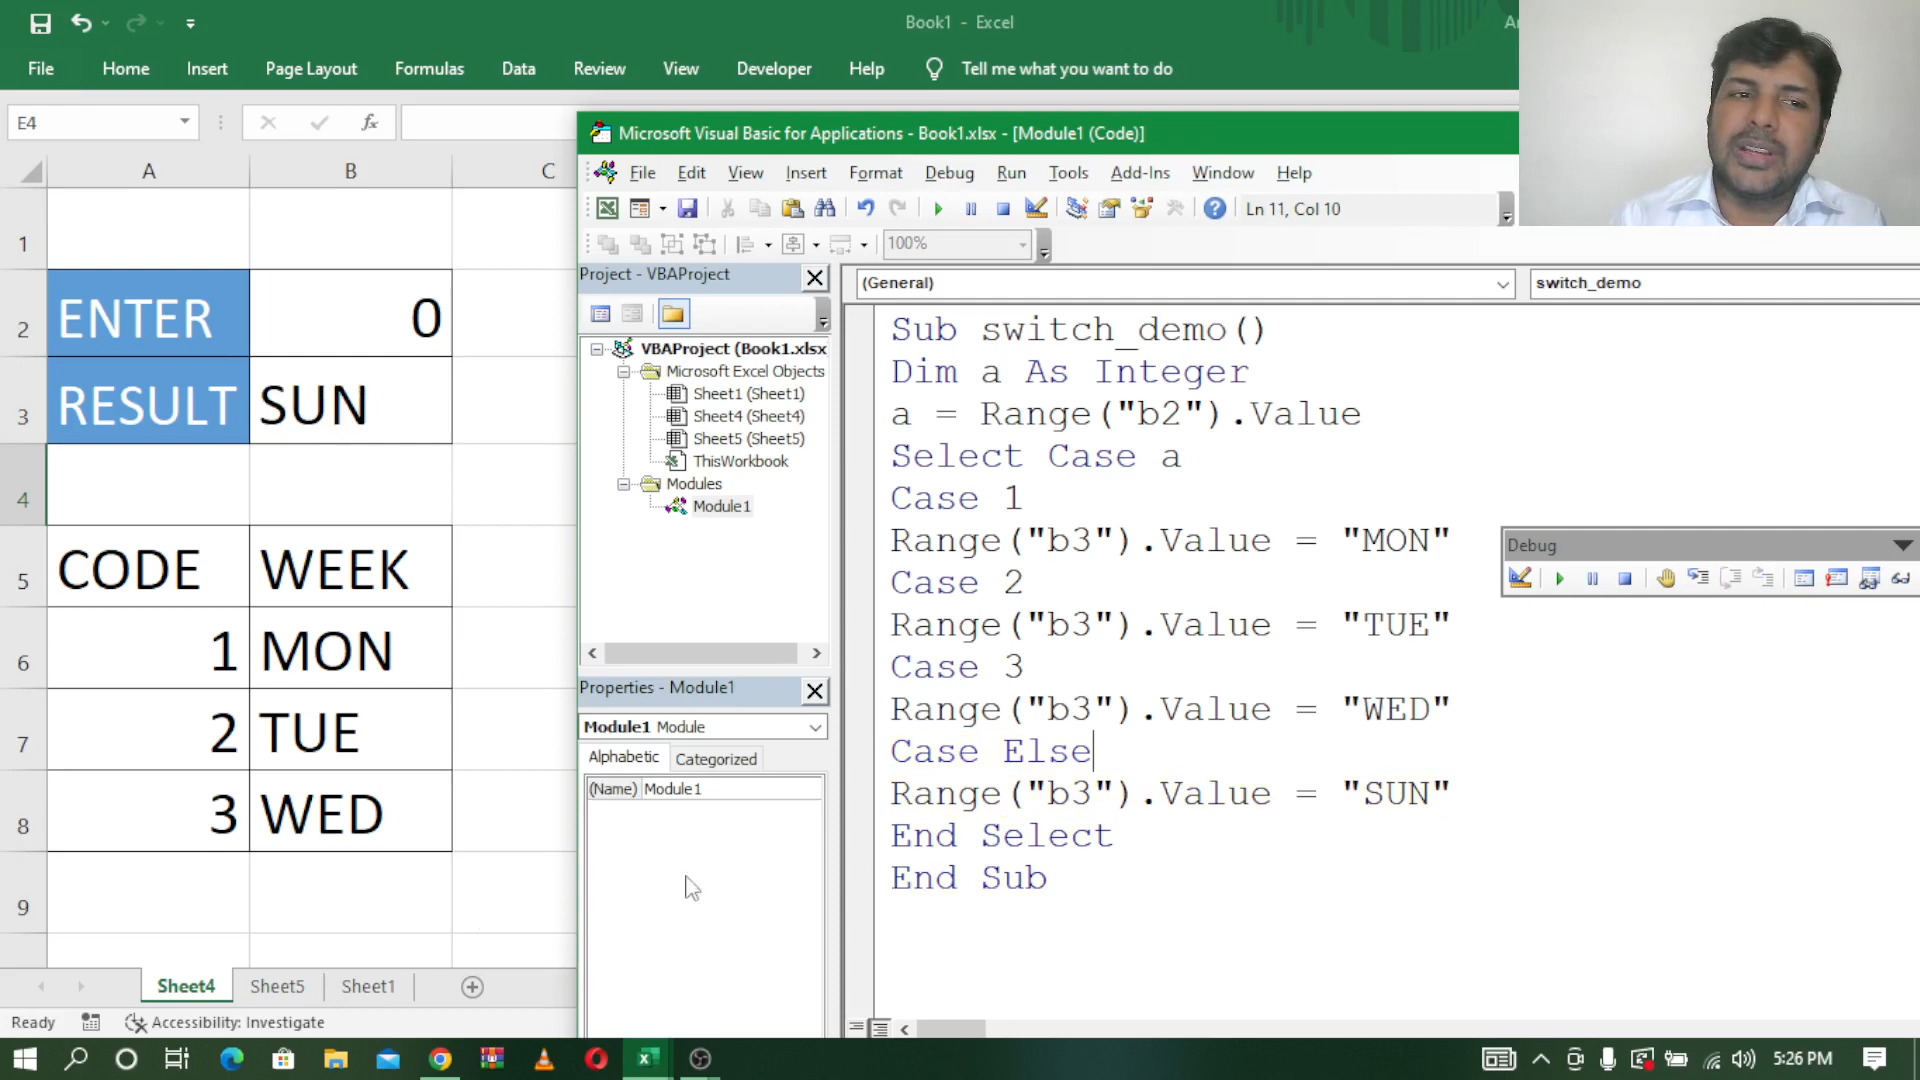 Book1 - Excel
File Home Insert Page Layout Formulas Data Review View Developer Help Tell me what you want to do
E4
fx
A B C
1
2 ENTER 0
3 RESULT SUN
4
5 CODE WEEK
6 1 MON
7 2 TUE
8 3 WED
9
Sheet4 Sheet5 Sheet1
Ready Accessibility: Investigate
Microsoft Visual Basic for Applications - Book1.xlsx - [Module1 (Code)]
File Edit View Insert Format Debug Run Tools Add-Ins Window Help
Ln 11, Col 10
100%
Project - VBAProject
VBAProject (Book1.xlsx
Microsoft Excel Objects
Sheet1 (Sheet1)
Sheet4 (Sheet4)
Sheet5 (Sheet5)
ThisWorkbook
Modules
Module1
Properties - Module1
Module1 Module
Alphabetic Categorized
(Name) Module1
(General) switch_demo
Sub switch_demo()
Dim a As Integer
a = Range("b2").Value
Select Case a
Case 1
Range("b3").Value = "MON"
Case 2
Range("b3").Value = "TUE"
Case 3
Range("b3").Value = "WED"
Case Else
Range("b3").Value = "SUN"
End Select
End Sub
Debug
5:26 PM